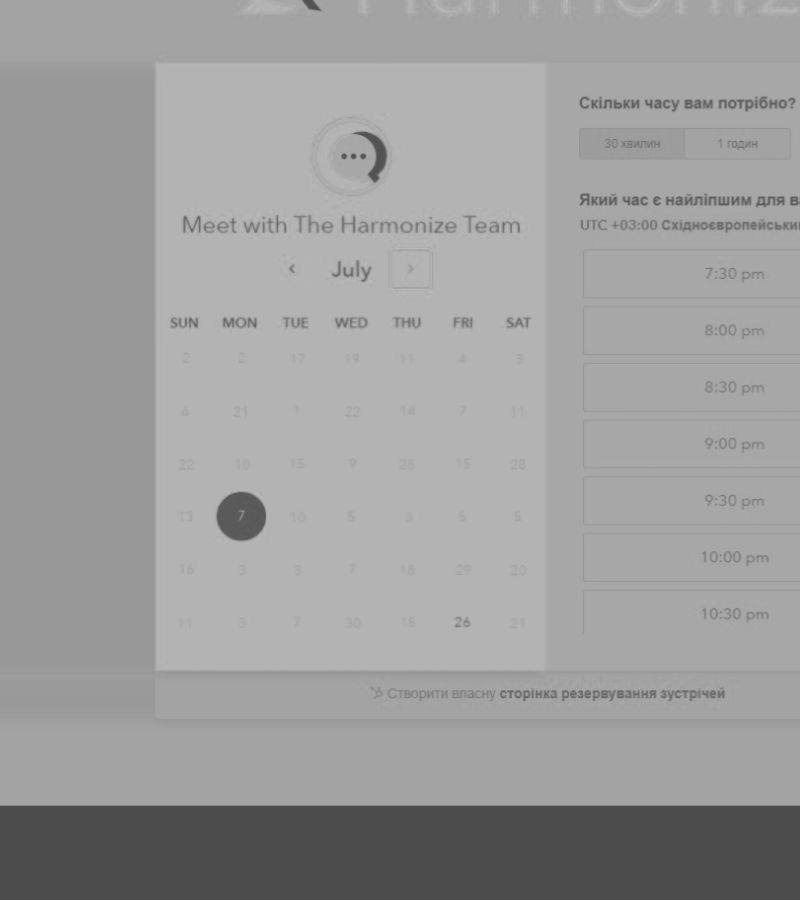 Harmoniz
Meet with The Harmonize Team
July
SUN MON TUE WED THU FRI SAT
2 2 17 19 11 4 3
6 21 1 22 14 7 11
22 10 15 9 25 15 28
13 7 10 5 3 5 5
16 3 5 7 18 29 20
11 3 7 30 15 26 21
Скільки часу вам потрібно?
30 хвилин 1 годин
Який час є найліпшим для в
UTC +03:00 Східноєвропейськи
7:30 pm
8:00 pm
8:30 pm
9:00 pm
9:30 pm
10:00 pm
10:30 pm
Створити власну сторінка резервування зустрічей